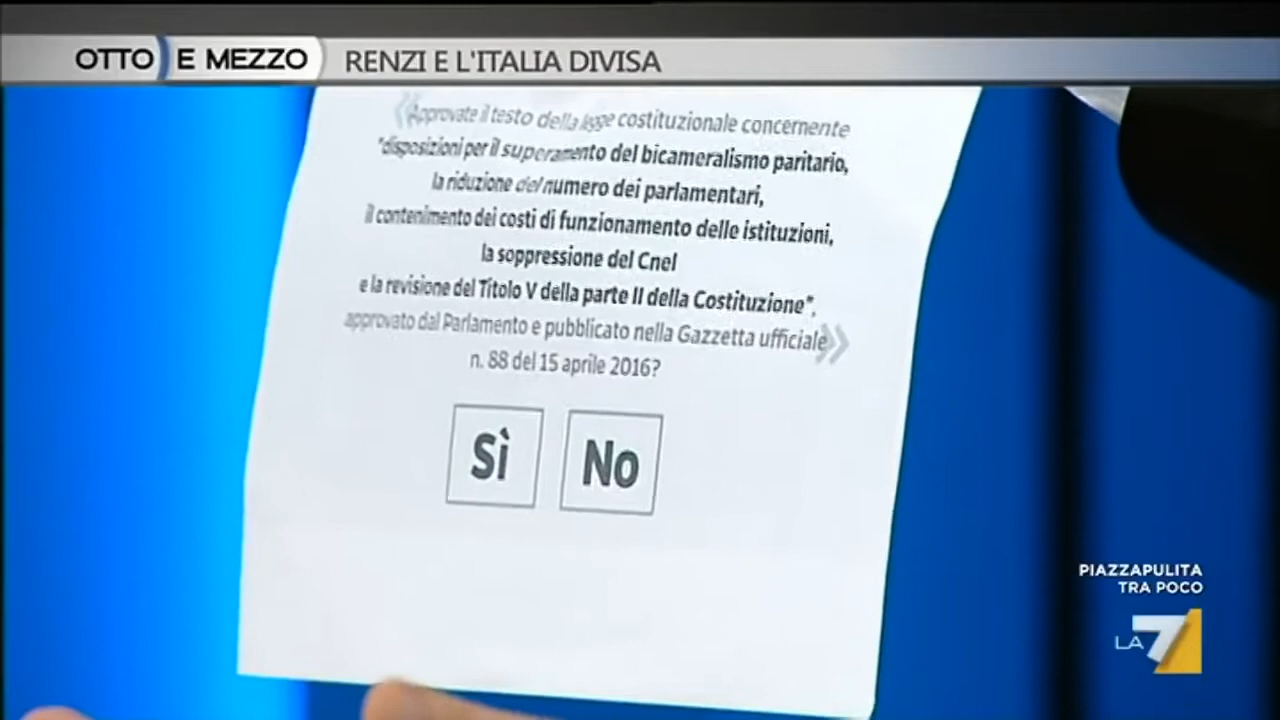 OTTO E MEZZO RENZI E L'ITALIA DIVISA
«Approvate il testo della legge costituzionale concernente
"disposizioni per il superamento del bicameralismo paritario,
la riduzione del numero dei parlamentari,
il contenimento dei costi di funzionamento delle istituzioni,
la soppressione del Cnel
e la revisione del Titolo V della parte II della Costituzione",
approvato dal Parlamento e pubblicato nella Gazzetta ufficiale»
n. 88 del 15 aprile 2016?
Sì No
PIAZZAPULITA
TRA POCO
LA7